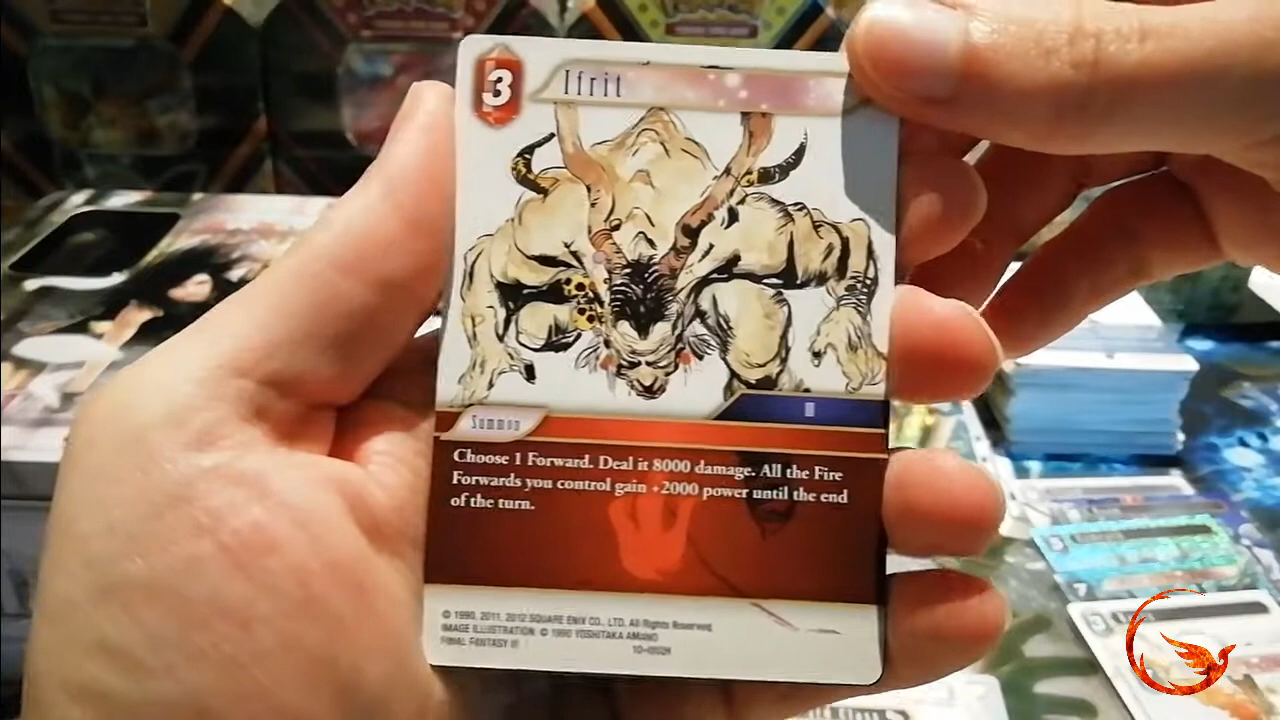 3
Ifrit
Summon
III
Choose 1 Forward. Deal it 8000 damage. All the Fire
Forwards you control gain +2000 power until the end
of the turn.
© 1990, 2011, 2012 SQUARE ENIX CO., LTD. All Rights Reserved.
IMAGE ILLUSTRATION: © 1990 YOSHITAKA AMANO
FINAL FANTASY III